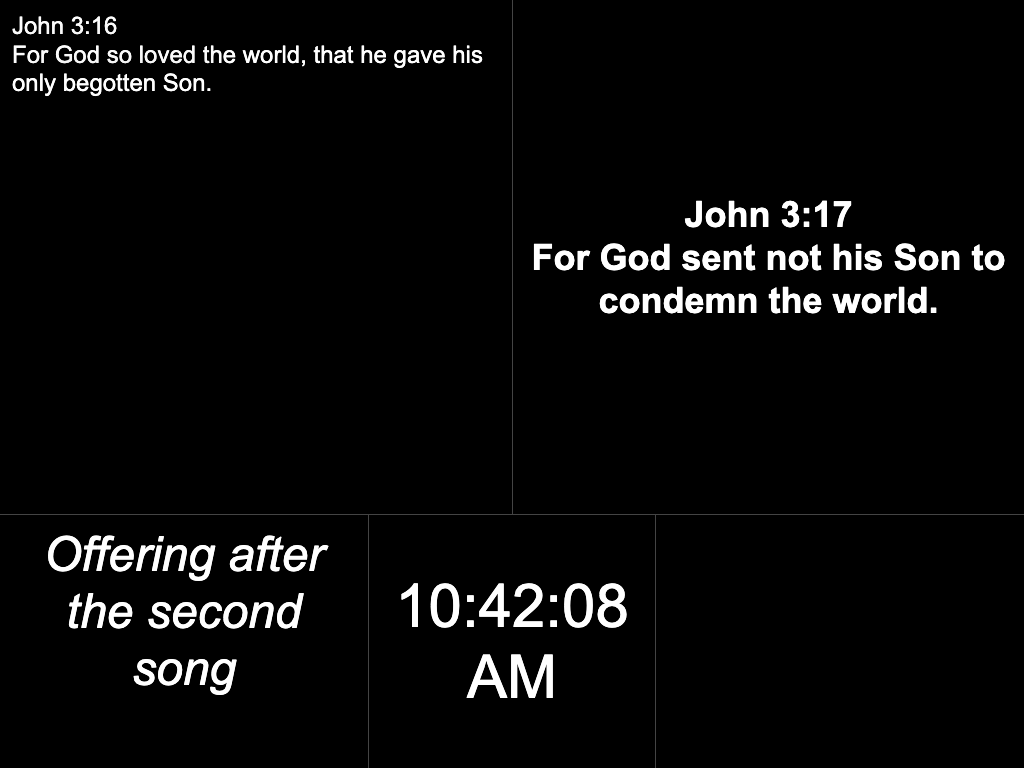 John 3:16
For God so loved the world, that he gave his
only begotten Son.
John 3:17
For God sent not his Son to
condemn the world.
Offering after
the second
song
10:42:08
AM